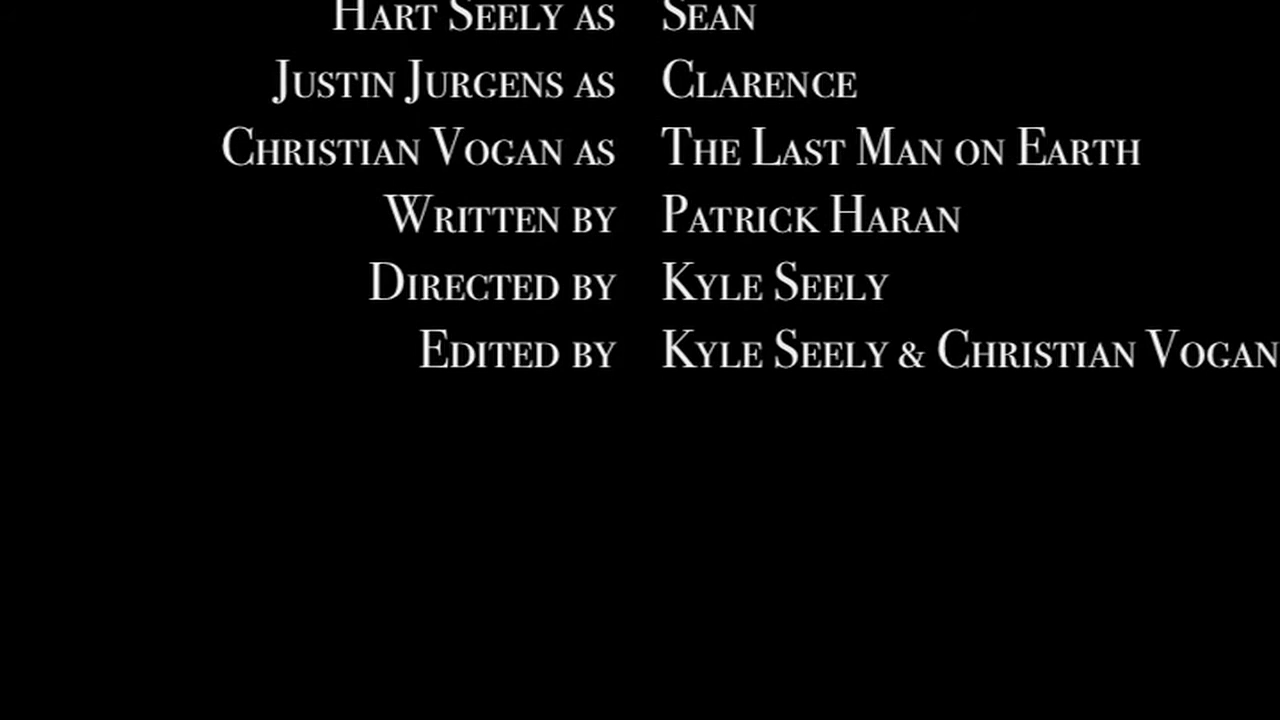 Hart Seely as Sean
Justin Jurgens as Clarence
Christian Vogan as The Last Man on Earth
Written by Patrick Haran
Directed by Kyle Seely
Edited by Kyle Seely & Christian Vogan